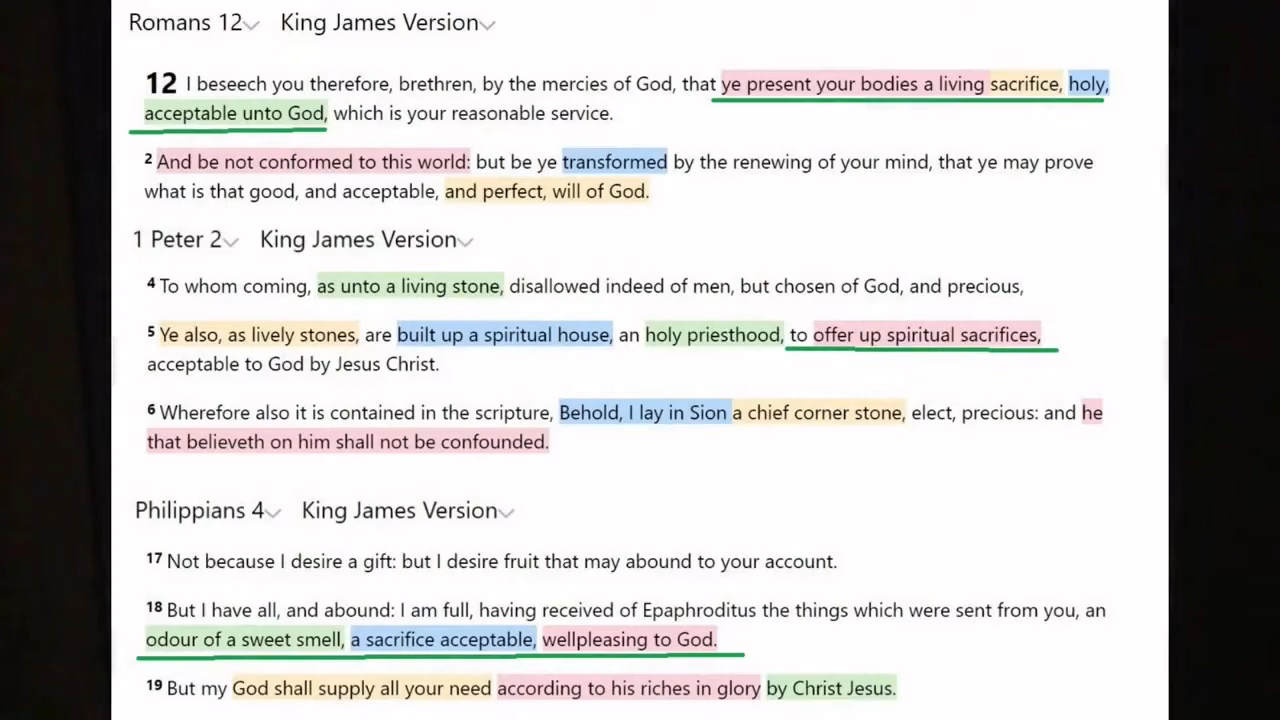 Romans 12 King James Version
12 I beseech you therefore, brethren, by the mercies of God, that ye present your bodies a living sacrifice, holy,
acceptable unto God, which is your reasonable service.
2 And be not conformed to this world: but be ye transformed by the renewing of your mind, that ye may prove
what is that good, and acceptable, and perfect, will of God.
1 Peter 2 King James Version
4 To whom coming, as unto a living stone, disallowed indeed of men, but chosen of God, and precious,
5 Ye also, as lively stones, are built up a spiritual house, an holy priesthood, to offer up spiritual sacrifices,
acceptable to God by Jesus Christ.
6 Wherefore also it is contained in the scripture, Behold, I lay in Sion a chief corner stone, elect, precious: and he
that believeth on him shall not be confounded.
Philippians 4 King James Version
17 Not because I desire a gift: but I desire fruit that may abound to your account.
18 But I have all, and abound: I am full, having received of Epaphroditus the things which were sent from you, an
odour of a sweet smell, a sacrifice acceptable, wellpleasing to God.
19 But my God shall supply all your need according to his riches in glory by Christ Jesus.